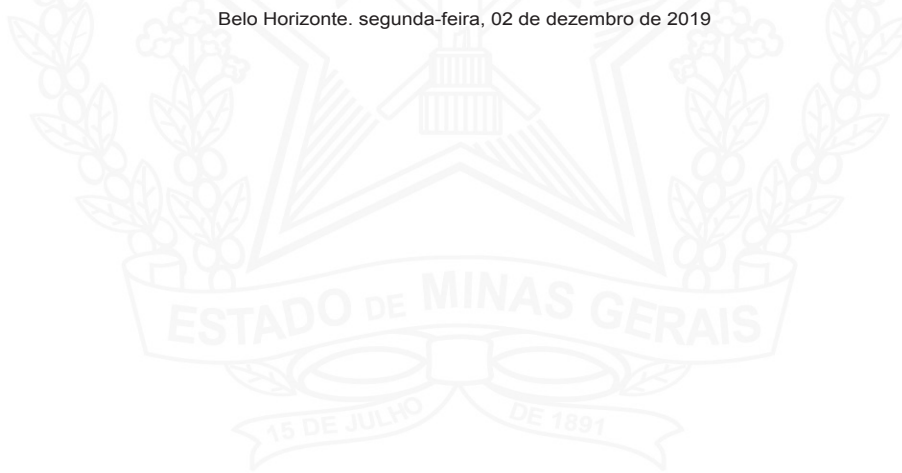 Belo Horizonte. segunda-feira, 02 de dezembro de 2019
ESTADO DE MINAS GERAIS
15 DE JULHO DE 1891